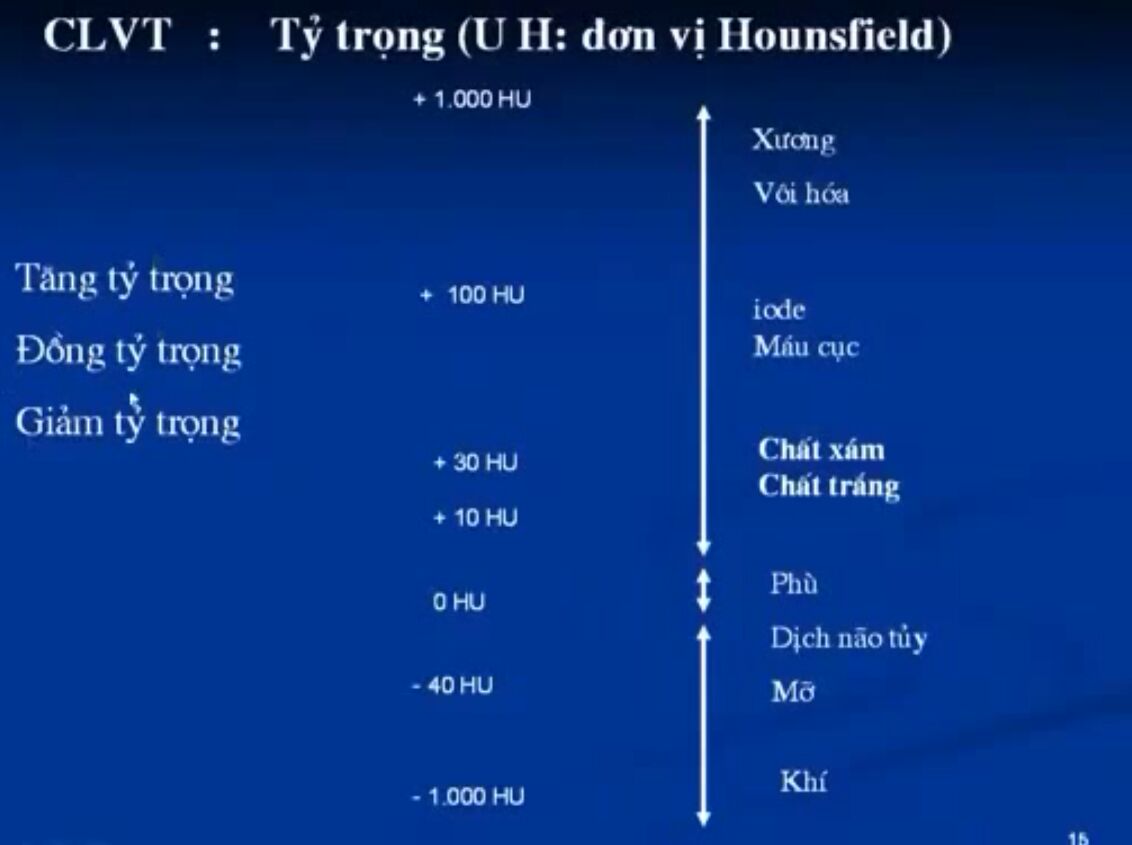 CLVT : Tỷ trọng (U H: dơn vị Hounsfield)
+ 1.000 HU
Xương
Vôi hóa
Tăng tỷ trọng
+ 100 HU
iode
Đồng tỷ trọng
Máu cục
Giảm tỷ trọng
+ 30 HU
Chất xám
Chất trắng
+ 10 HU
Phù
0 HU
Dịch não tủy
- 40 HU
Mỡ
Khí
- 1.000 HU
15